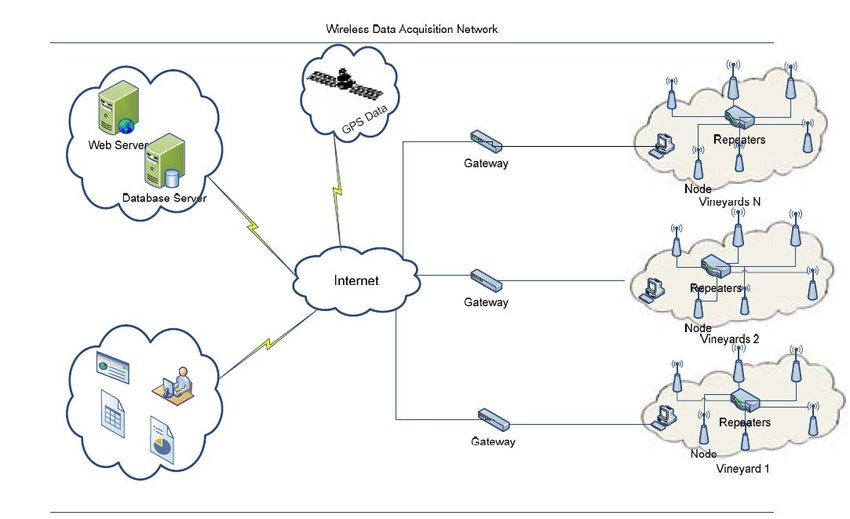 Wireless Data Acquisition Network
GPS Data
Web Server
Database Server
Internet
Gateway
Repeaters
Node
Vineyards N
Gateway
Repeaters
Node
Vineyards 2
Gateway
Repeaters
Node
Vineyard 1